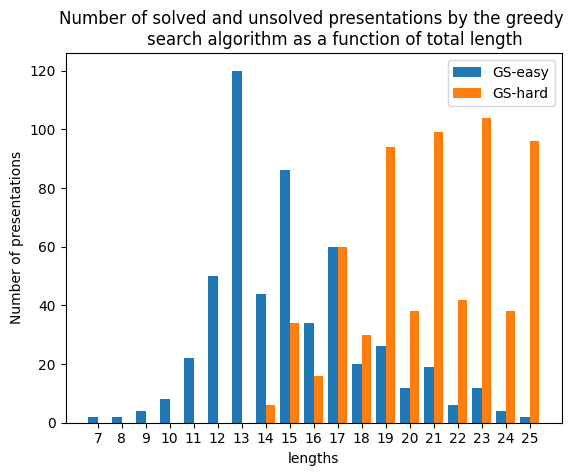 Number of solved and unsolved presentations by the greedy
search algorithm as a function of total length
GS-easy
GS-hard
120
100
80
60
40
20
0
Number of presentations
7 8 9 10 11 12 13 14 15 16 17 18 19 20 21 22 23 24 25
lengths